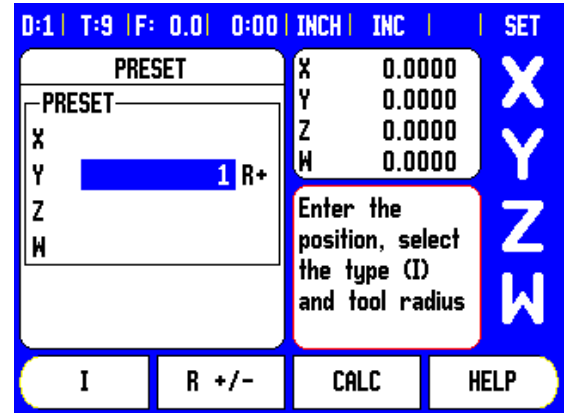 D:1 | T:9 | F: 0.0 | 0:00 | INCH | INC | | SET
PRESET
PRESET
X
Y 1 R+
Z
W
X 0.0000
Y 0.0000
Z 0.0000
W 0.0000
Enter the
position, select
the type (I)
and tool radius
X
Y
Z
W
I
R +/-
CALC
HELP